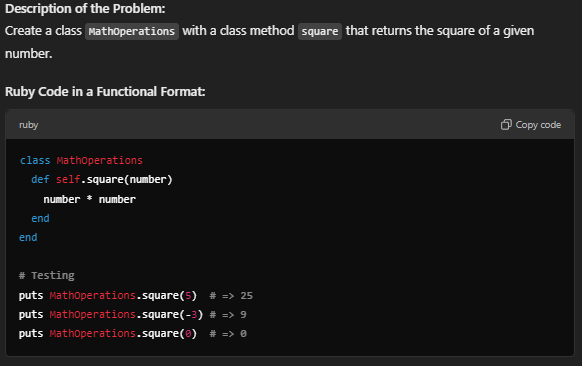 Description of the Problem:
Create a class MathOperations with a class method square that returns the square of a given
number.
Ruby Code in a Functional Format:
ruby
Copy code
class MathOperations
  def self.square(number)
    number * number
  end
end
# Testing
puts MathOperations.square(5)  # => 25
puts MathOperations.square(-3) # => 9
puts MathOperations.square(0)  # => 0